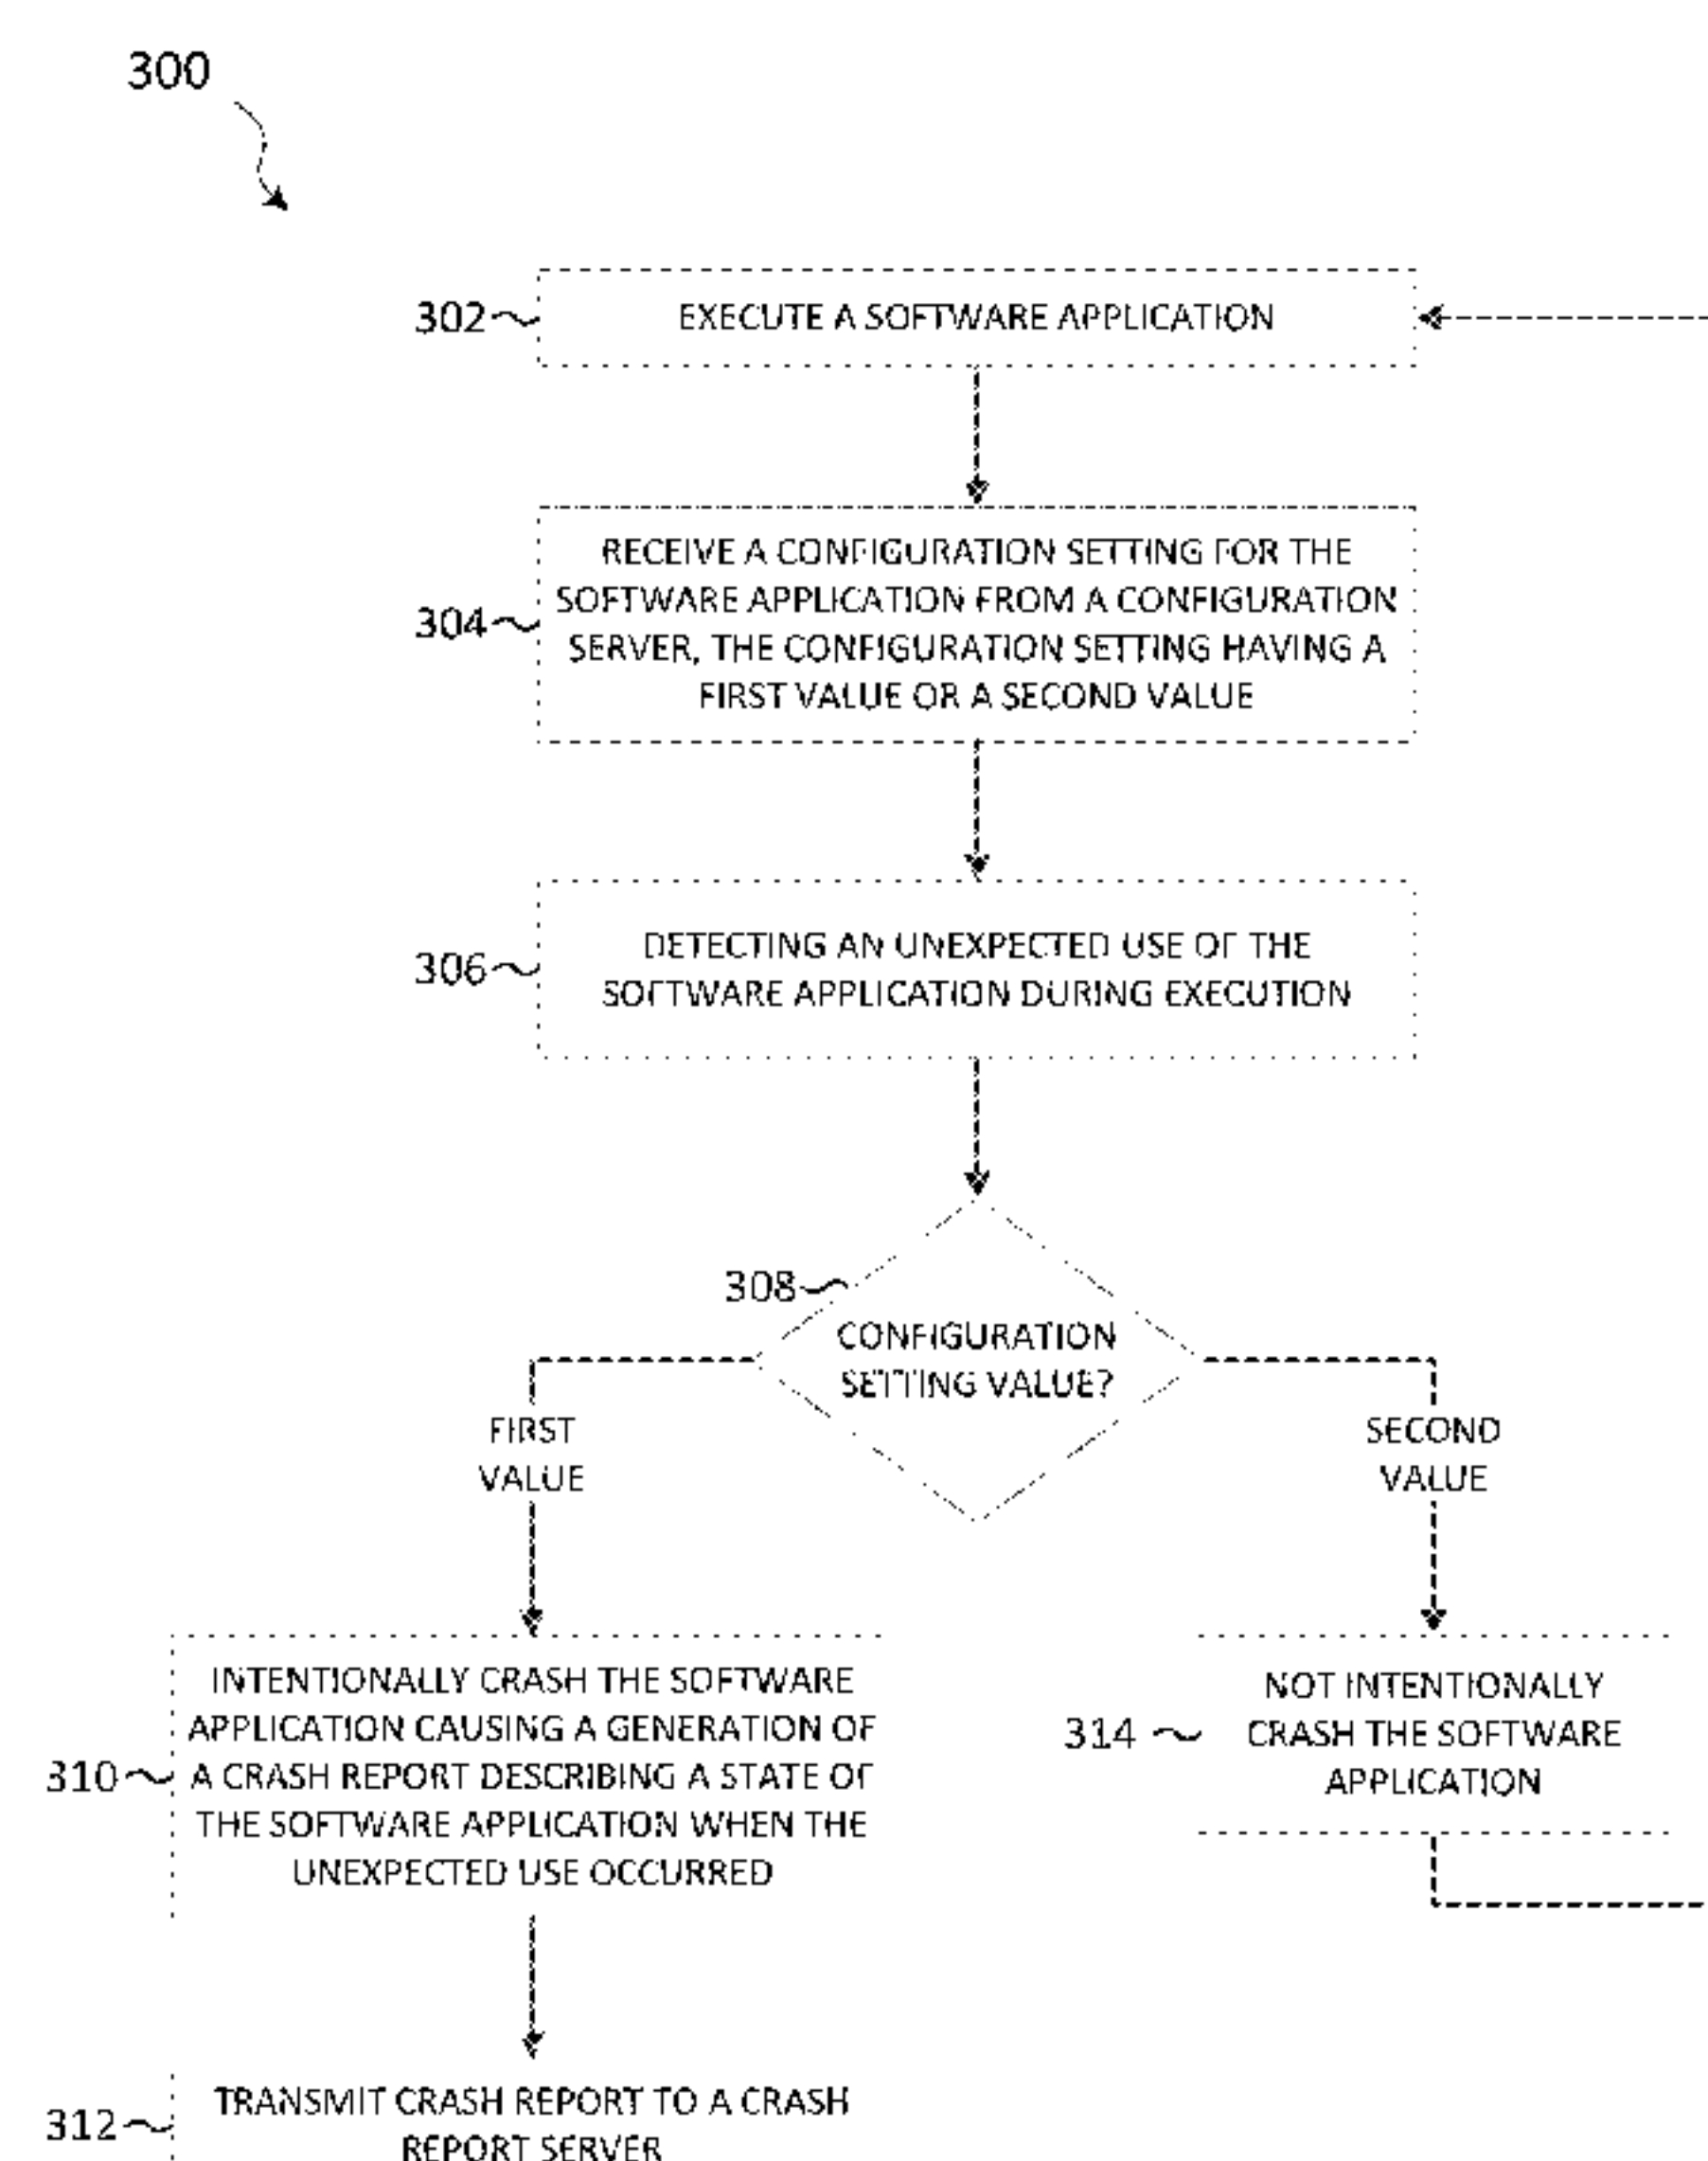 300
302
EXECUTE A SOFTWARE APPLICATION
304
RECEIVE A CONFIGURATION SETTING FOR THE
SOFTWARE APPLICATION FROM A CONFIGURATION
SERVER, THE CONFIGURATION SETTING HAVING A
FIRST VALUE OR A SECOND VALUE
306
DETECTING AN UNEXPECTED USE OF THE
SOFTWARE APPLICATION DURING EXECUTION
308
CONFIGURATION
SETTING VALUE?
FIRST
VALUE
SECOND
VALUE
310
INTENTIONALLY CRASH THE SOFTWARE
APPLICATION CAUSING A GENERATION OF
A CRASH REPORT DESCRIBING A STATE OF
THE SOFTWARE APPLICATION WHEN THE
UNEXPECTED USE OCCURRED
314
NOT INTENTIONALLY
CRASH THE SOFTWARE
APPLICATION
312
TRANSMIT CRASH REPORT TO A CRASH
REPORT SERVER